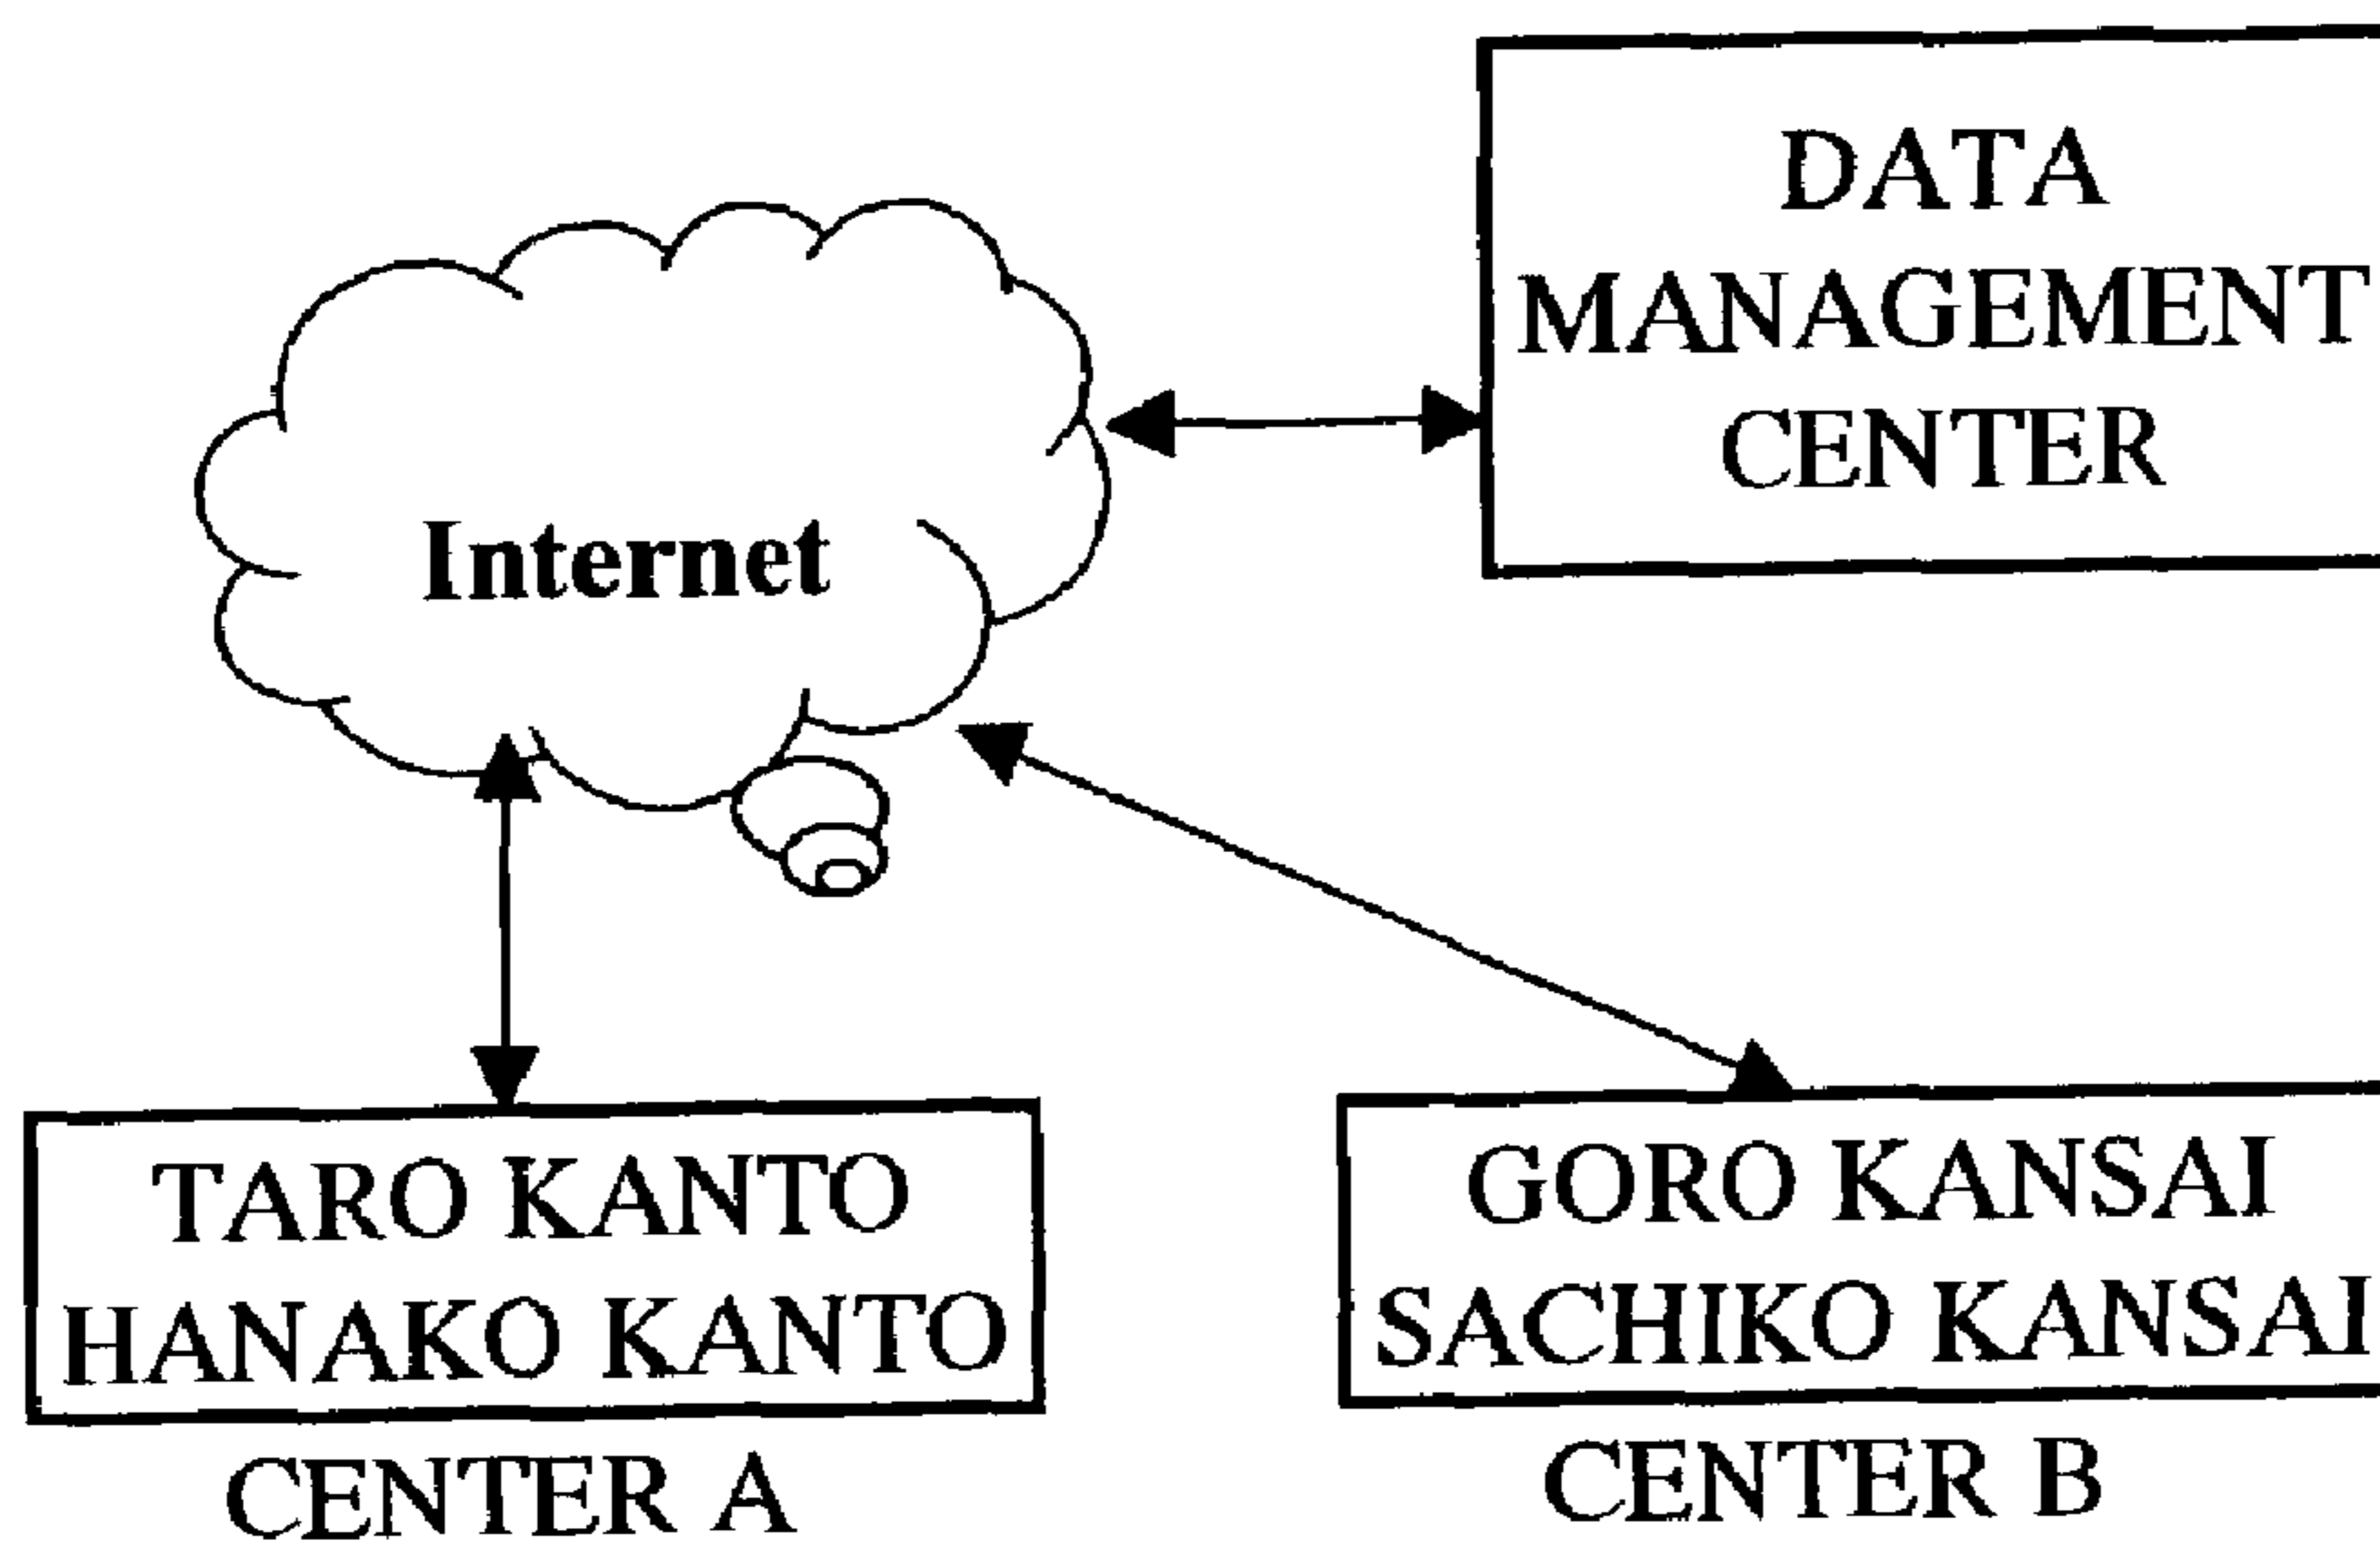 DATA
MANAGEMENT
CENTER
Internet
TARO KANTO
HANAKO KANTO
CENTER A
GORO KANSAI
SACHIKO KANSAI
CENTER B